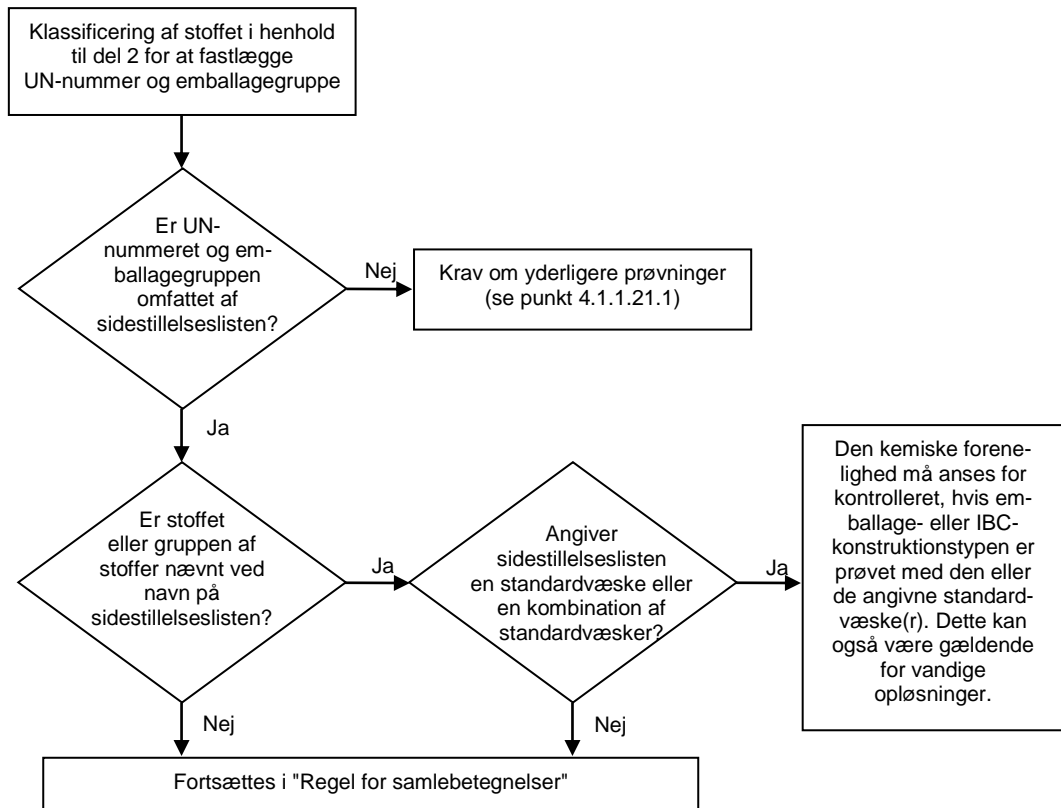 Klassificering af stoffet i henhold
til del 2 for at fastlægge
UN-nummer og emballagegruppe
Er UN-
nummeret og em-
ballagegruppen
omfattet af
sidestillelseslisten?
Nej
Krav om yderligere prøvninger
(se punkt 4.1.1.21.1)
Ja
Er stoffet
eller gruppen af
stoffer nævnt ved
navn på
sidestillelseslisten?
Ja
Angiver
sidestillelseslisten
en standardvæske eller
en kombination af
standardvæsker?
Ja
Den kemiske forene-
lighed må anses for
kontrolleret, hvis em-
ballage- eller IBC-
konstruktionstypen er
prøvet med den eller
de angivne standard-
væske(r). Dette kan
også være gældende
for vandige
opløsninger.
Nej
Nej
Fortsættes i "Regel for samlebetegnelser"